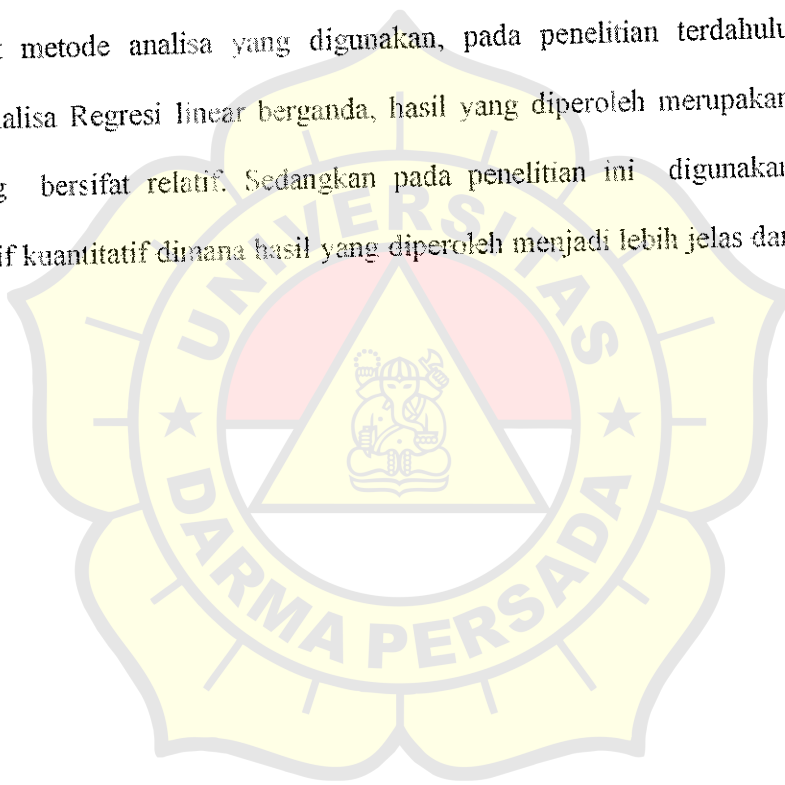 metode analisa yang digunakan, pada penelitian terdahulu
alisa Regresi linear berganda, hasil yang diperoleh merupakan
g bersifat relatif. Sedangkan pada penelitian ini digunakan
if kuantitatif dimana hasil yang diperoleh menjadi lebih jelas dan
UNIVERSITAS
DARMA PERSADA